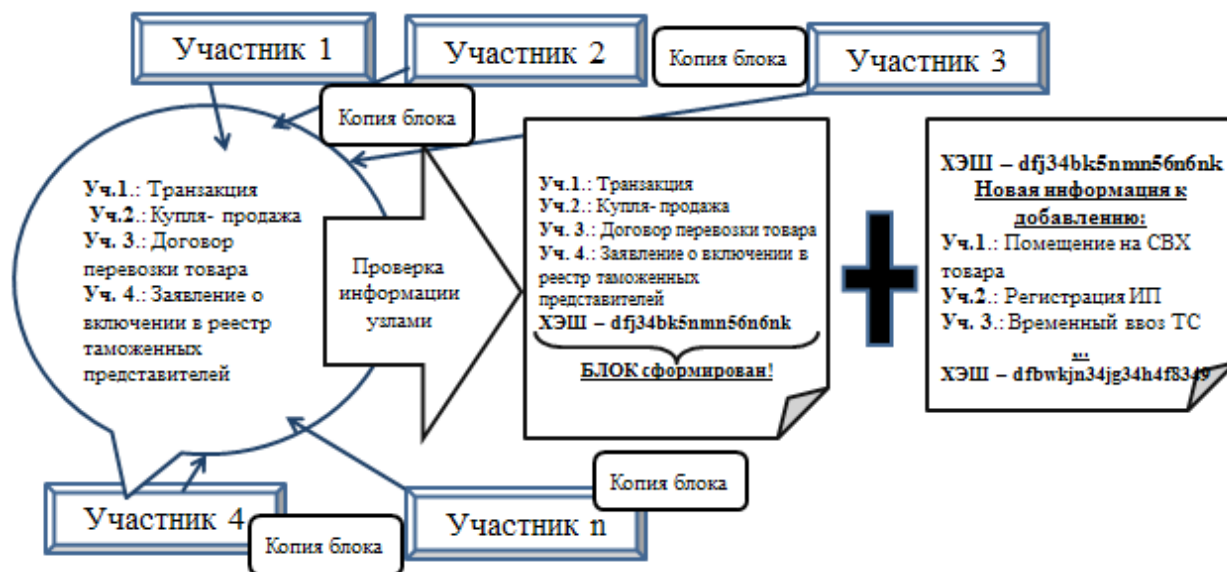 Участник 1
Участник 2
Копия блока
Участник 3
Копия блока
Уч.1.: Транзакция
Уч.2.: Купля- продажа
Уч. 3.: Договор
перевозки товара
Уч. 4.: Заявление о
включении в реестр
таможенных
представителей
Проверка
информации
узлами
Уч.1.: Транзакция
Уч.2.: Купля- продажа
Уч. 3.: Договор перевозки товара
Уч. 4.: Заявление о включении в
реестр таможенных
представителей
ХЭШ – dfj34bk5nmn56n6nk
БЛОК сформирован!
ХЭШ – dfj34bk5nmn56n6nk
Новая информация к
добавлению:
Уч.1.: Помещение на СВХ
товара
Уч.2.: Регистрация ИП
Уч. 3.: Временный ввоз ТС
...
ХЭШ – dfbwkjn34jg34h4f8349
Участник 4
Копия блока
Участник n
Копия блока